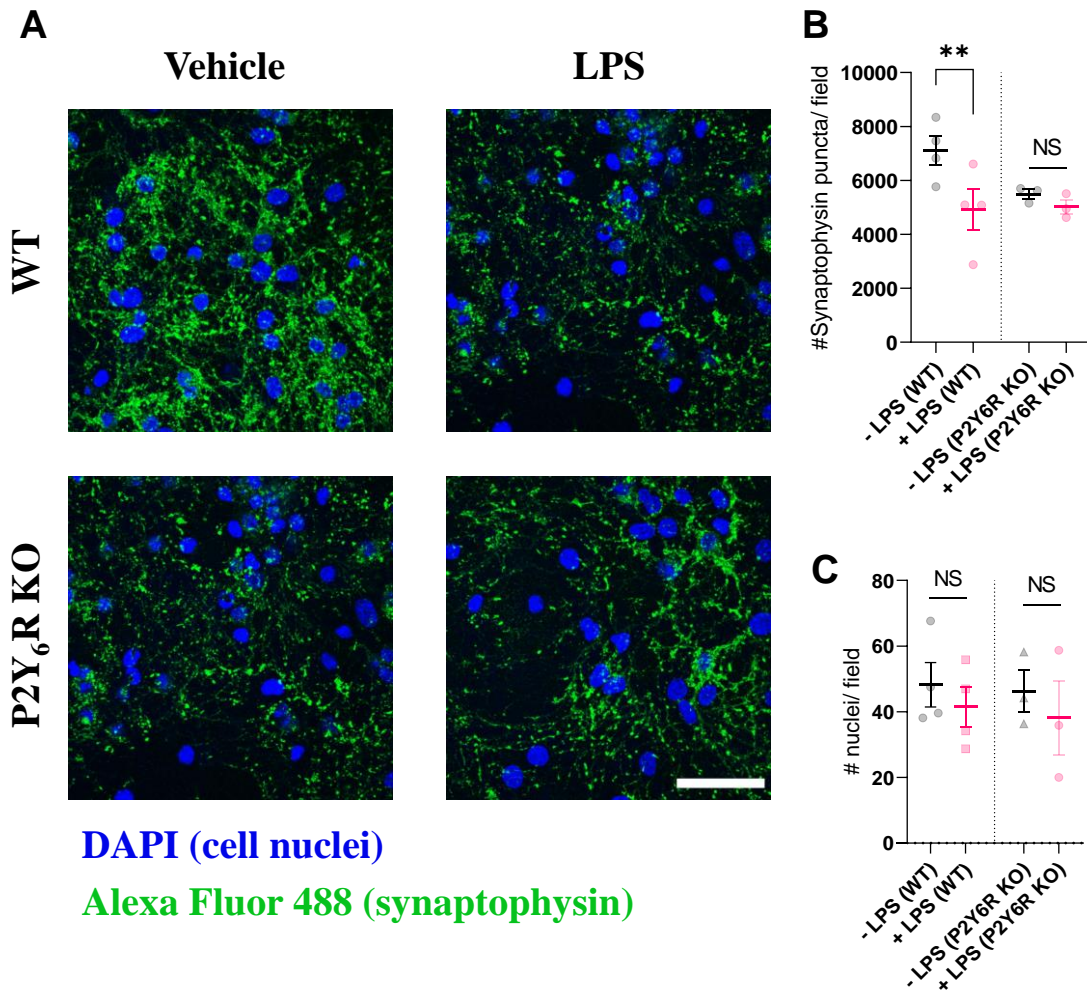 A
Vehicle
LPS
WT
P2Y6R KO
DAPI (cell nuclei)
Alexa Fluor 488 (synaptophysin)
B
**
NS
#Synaptophysin puncta/ field
10000
8000
6000
4000
2000
0
- LPS (WT)
+ LPS (WT)
- LPS (P2Y6R KO)
+ LPS (P2Y6R KO)
C
NS
NS
# nuclei/ field
80
60
40
20
0
- LPS (WT)
+ LPS (WT)
- LPS (P2Y6R KO)
+ LPS (P2Y6R KO)